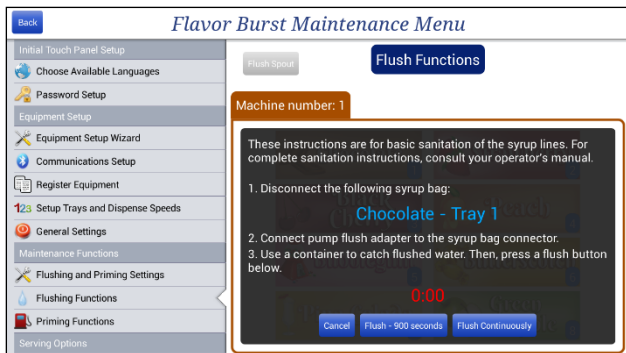 Back
Flavor Burst Maintenance Menu
Initial Touch Panel Setup
Choose Available Languages
Password Setup
Equipment Setup
Equipment Setup Wizard
Communications Setup
Register Equipment
123 Setup Trays and Dispense Speeds
General Settings
Maintenance Functions
Flushing and Priming Settings
Flushing Functions
Priming Functions
Serving Options
Flush Spout
Flush Functions
Machine number: 1
These instructions are for basic sanitation of the syrup lines. For
complete sanitation instructions, consult your operator's manual.
1. Disconnect the following syrup bag:
Chocolate - Tray 1
2. Connect pump flush adapter to the syrup bag connector.
3. Use a container to catch flushed water. Then, press a flush button
below.
0:00
Cancel
Flush - 900 seconds
Flush Continuously